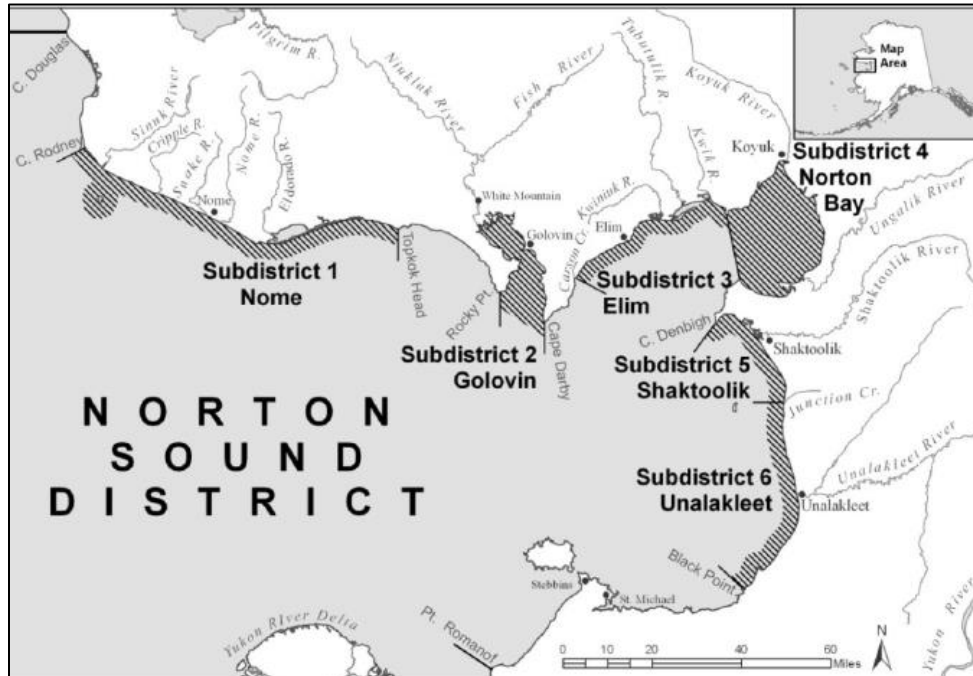 C. Douglas
Pilgrim R.
Niukluk River
Fish River
Tubutulik R.
Koyuk River
Map
Area
Sinuk River
Cripple R.
Snake R.
Nome R.
Eldorado R.
Kwik R.
Koyuk
C. Rodney
Nome
White Mountain
Kwiniuk R.
Subdistrict 4
Norton
Bay
Ungalik River
Golovin
Elim
Carson Cr.
Subdistrict 1
Nome
Topkok Head
Rocky Pt.
Subdistrict 3
Elim
Shaktoolik River
C. Denbigh
Subdistrict 2
Golovin
Cape Darby
Shaktoolik
Subdistrict 5
Shaktoolik
Junction Cr.
NORTON
SOUND
DISTRICT
Unalakleet River
Subdistrict 6
Unalakleet
Unalakleet
Black Point
Stebbins
St. Michael
Yukon River Delta
Pt. Romanof
Yukon River
N
0 5 10 20 40 60
Miles